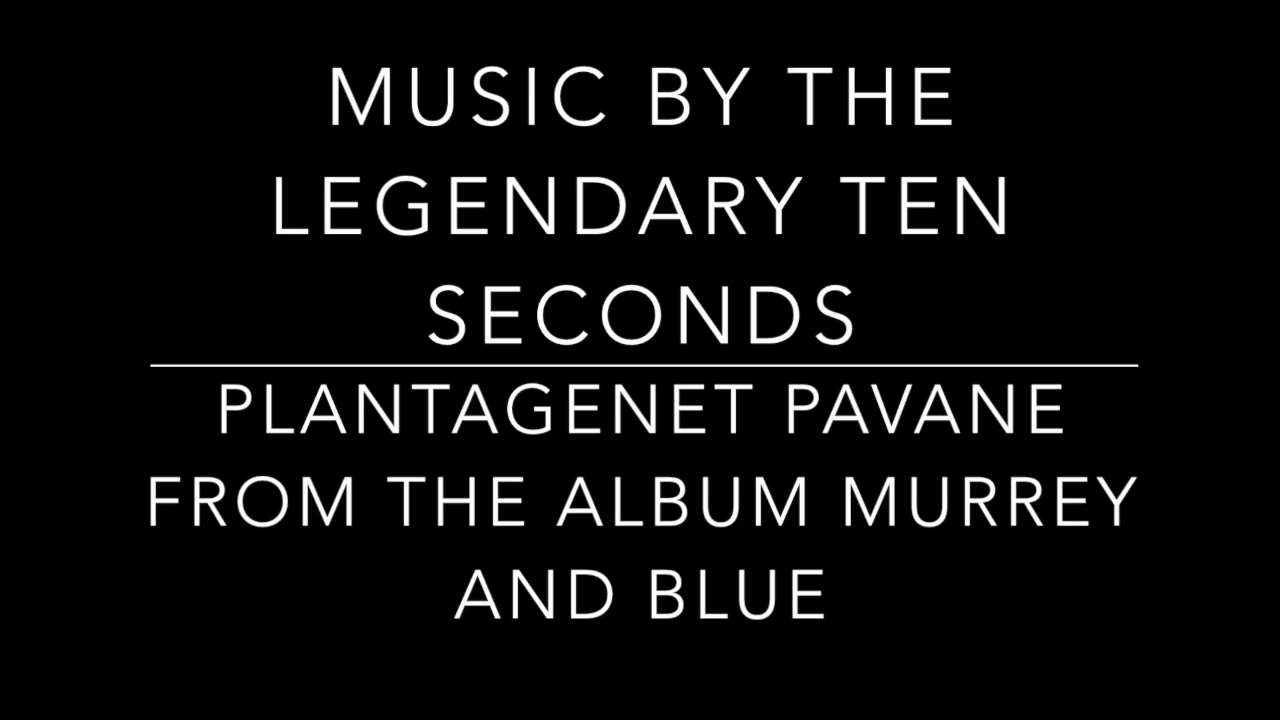 MUSIC BY THE
LEGENDARY TEN
SECONDS
PLANTAGENET PAVANE
FROM THE ALBUM MURREY
AND BLUE